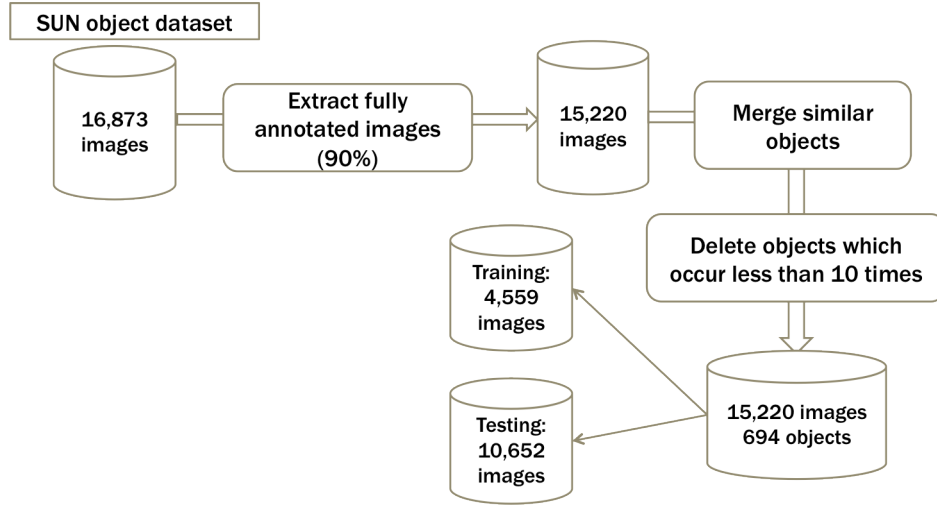 SUN object dataset
16,873
images
Extract fully
annotated images
(90%)
15,220
images
Merge similar
objects
Delete objects which
occur less than 10 times
15,220 images
694 objects
Training:
4,559
images
Testing:
10,652
images